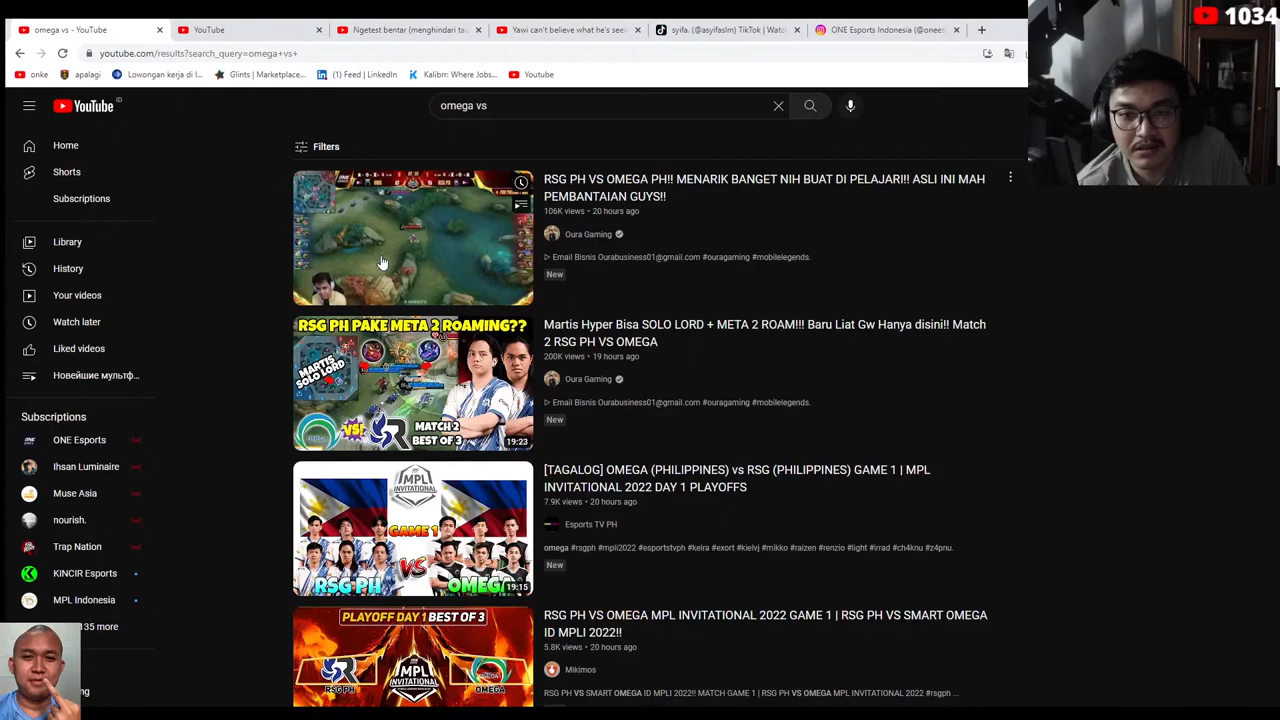 omega vs - YouTube
YouTube
Ngetest bentar (menghindari tau
Yawi can't believe what he's seei
syifa. (@asyifaslm) TikTok | Watc
ONE Esports Indonesia (@onees
1034
youtube.com/results?search_query=omega+vs+
onke
apalagi
Lowongan kerja di I...
Glints | Marketplace...
(1) Feed | LinkedIn
Kalibrr: Where Jobs...
Youtube
YouTube ID
omega vs
Home
Shorts
Subscriptions
Library
History
Your videos
Watch later
Liked videos
Новейшие мультф...
Subscriptions
ONE Esports
Ihsan Luminaire
Muse Asia
nourish.
Trap Nation
KINCIR Esports
MPL Indonesia
135 more
Filters
RSG PH VS OMEGA PH!! MENARIK BANGET NIH BUAT DI PELAJARI!! ASLI INI MAH
PEMBANTAIAN GUYS!!
106K views • 20 hours ago
Oura Gaming
▷ Email Bisnis Ourabusiness01@gmail.com #ouragaming #mobilelegends.
New
RSG PH PAKE META 2 ROAMING??
MARTIS
SOLO LORD
OMEGA
VS!
MATCH 2
BEST OF 3
19:23
Martis Hyper Bisa SOLO LORD + META 2 ROAM!!! Baru Liat Gw Hanya disini!! Match
2 RSG PH VS OMEGA
200K views • 19 hours ago
Oura Gaming
▷ Email Bisnis Ourabusiness01@gmail.com #ouragaming #mobilelegends.
New
MPL
INVITATIONAL
GAME 1
VS
RSG PH
OMEGA
19:15
[TAGALOG] OMEGA (PHILIPPINES) vs RSG (PHILIPPINES) GAME 1 | MPL
INVITATIONAL 2022 DAY 1 PLAYOFFS
7.9K views • 20 hours ago
Esports TV PH
omega #rsgph #mpli2022 #esportstvph #kelra #exort #kielvj #mikko #raizen #renzio #light #irrad #ch4knu #z4pnu.
New
PLAYOFF DAY 1 BEST OF 3
RSG PH
MPL
INVITATIONAL
OMEGA
RSG PH VS OMEGA MPL INVITATIONAL 2022 GAME 1 | RSG PH VS SMART OMEGA
ID MPLI 2022!!
5.8K views • 20 hours ago
Mikimos
RSG PH VS SMART OMEGA ID MPLI 2022!! MATCH GAME 1 | RSG PH VS OMEGA MPL INVITATIONAL 2022 #rsgph ...